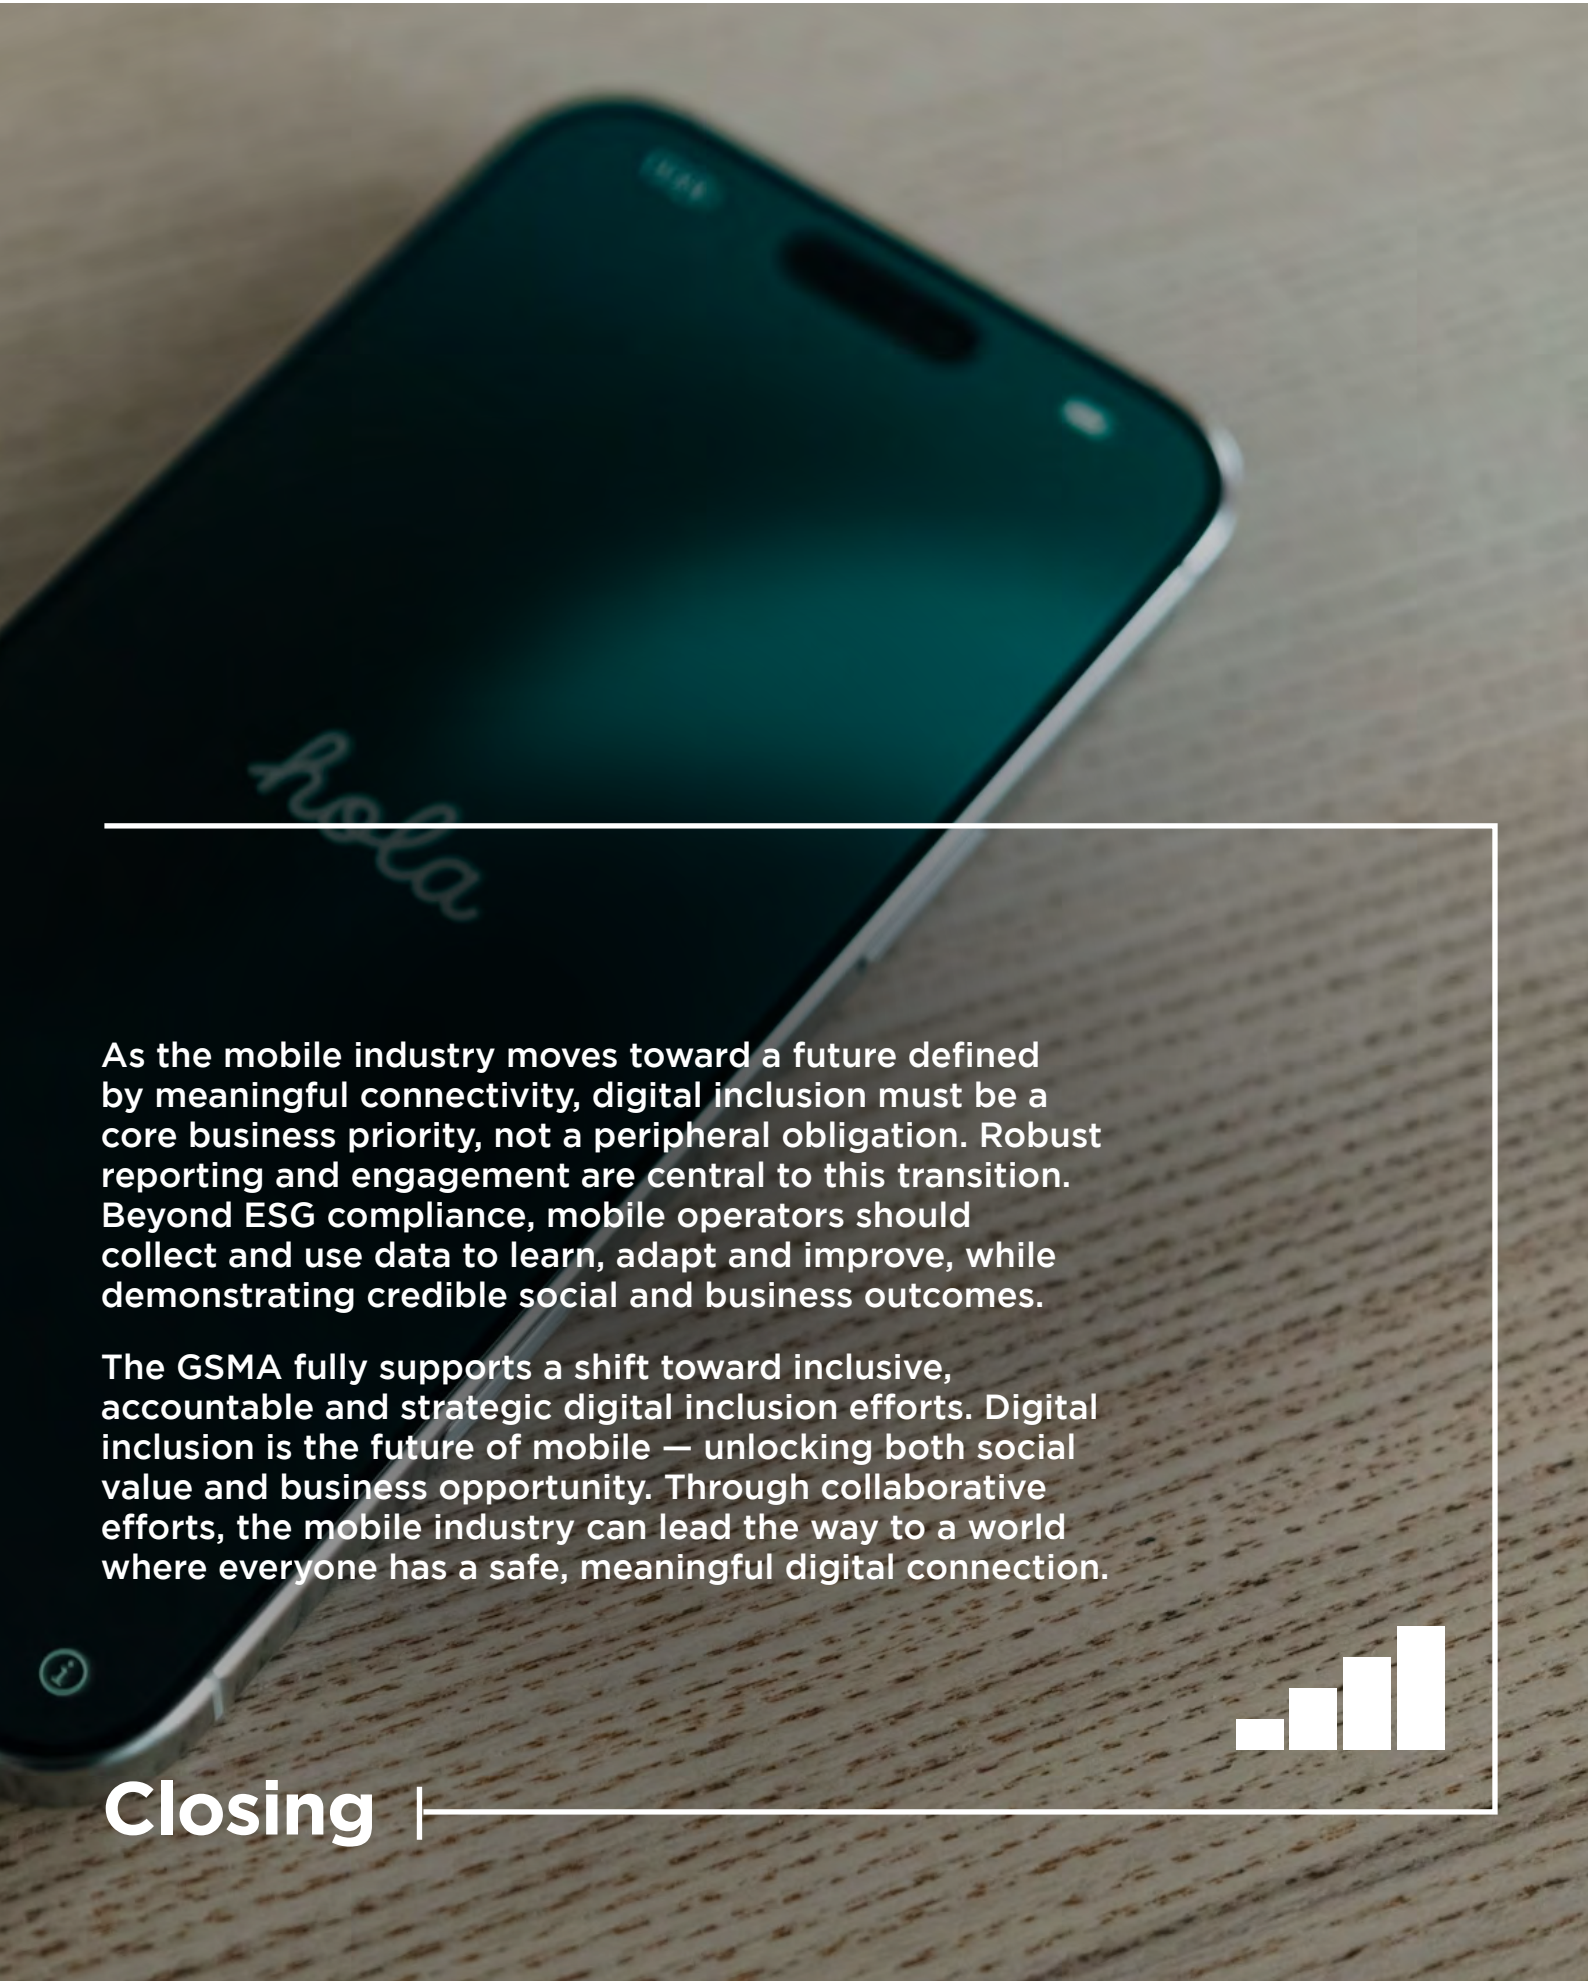 hola
As the mobile industry moves toward a future defined
by meaningful connectivity, digital inclusion must be a
core business priority, not a peripheral obligation. Robust
reporting and engagement are central to this transition.
Beyond ESG compliance, mobile operators should
collect and use data to learn, adapt and improve, while
demonstrating credible social and business outcomes.
The GSMA fully supports a shift toward inclusive,
accountable and strategic digital inclusion efforts. Digital
inclusion is the future of mobile — unlocking both social
value and business opportunity. Through collaborative
efforts, the mobile industry can lead the way to a world
where everyone has a safe, meaningful digital connection.
Closing